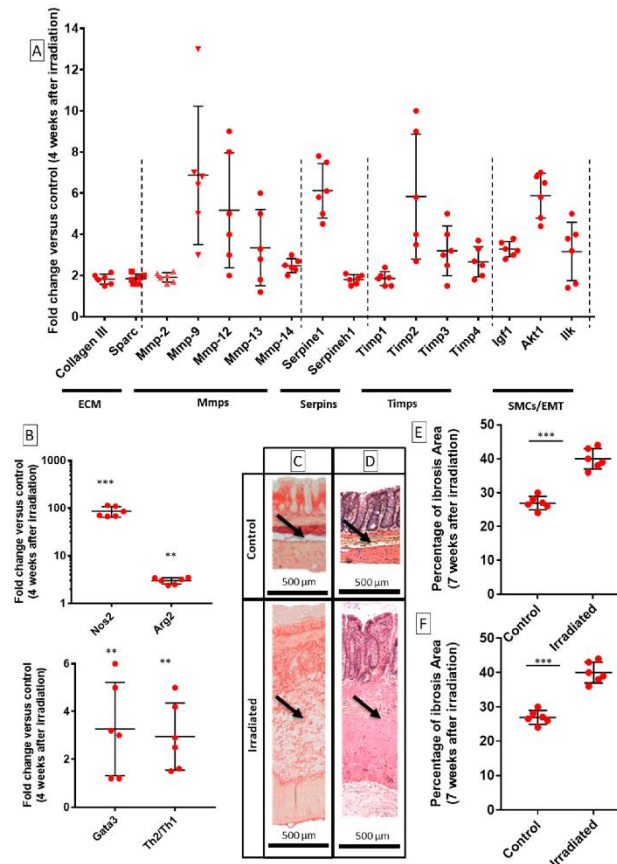 A
Fold change versus control (4 weeks after irradiation)
14
12
10
8
6
4
2
0
Collagen III
Sparc
Mmp-2
Mmp-9
Mmp-12
Mmp-13
Mmp-14
Serpine1
Serpineh1
Timp1
Timp2
Timp3
Timp4
Igf1
Akt1
Ilk
ECM
Mmps
Serpins
Timps
SMCs/EMT
B
Fold change versus control
(4 weeks after irradiation)
1000
100
10
1
***
**
Nos2
Arg2
Fold change versus control
(4 weeks after irradiation)
6
4
2
0
**
**
Gata3
Th2/Th1
C
D
Control
500 µm
500 µm
Irradiated
500 µm
500 µm
E
Percentage of ibrosis Area
(7 weeks after irradiation)
50
40
30
20
10
0
***
Control
Irradiated
F
Percentage of ibrosis Area
(7 weeks after irradiation)
50
40
30
20
10
0
***
Control
Irradiated